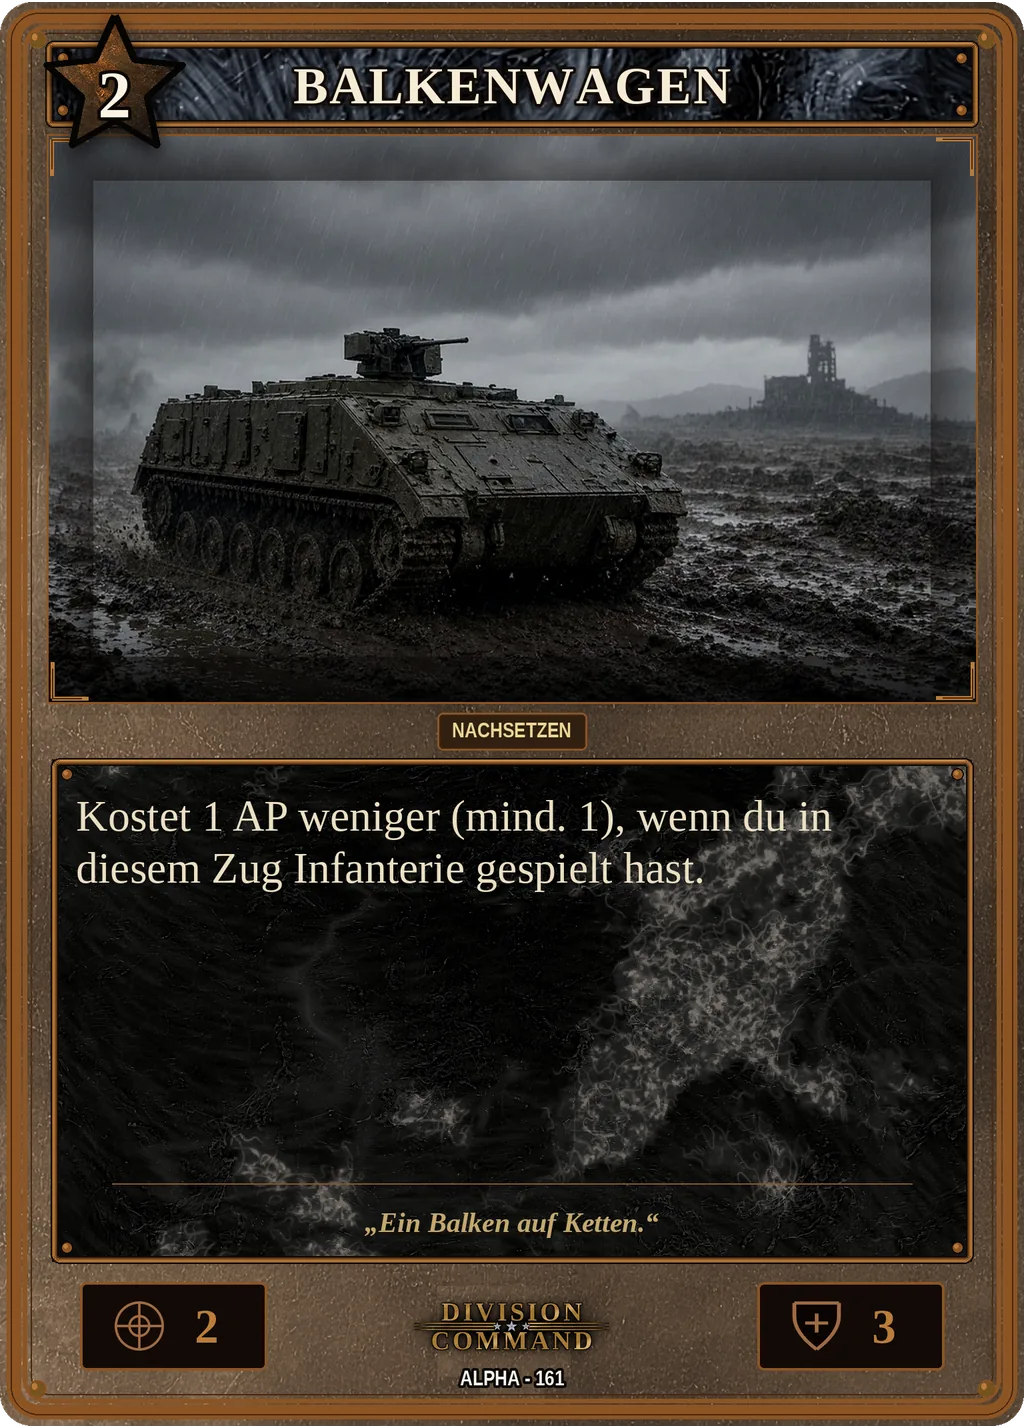 2
BALKENWAGEN
NACHSETZEN
Kostet 1 AP weniger (mind. 1), wenn du in
diesem Zug Infanterie gespielt hast.
„Ein Balken auf Ketten.“
2
DIVISION
COMMAND
3
ALPHA - 161